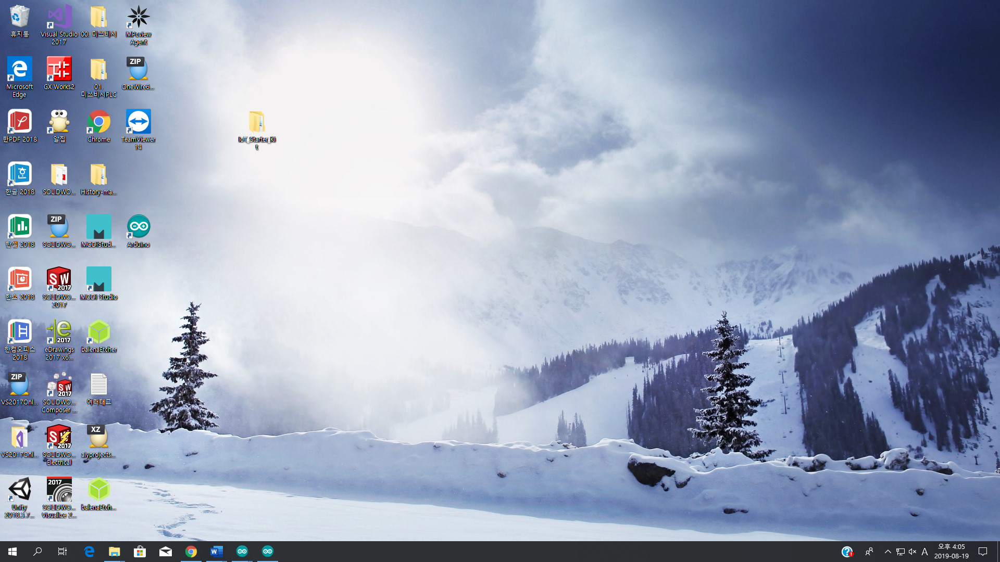 휴지통
Visual Studio
2017
00. 미쓰비시
MPcview
Agent
Microsoft
Edge
GX Works2
01.
미쓰비시PLC
ZIP
OneWire6...
한PDF 2018
알집
Chrome
TeamViewer
14
IoT_Starter_Ki
t
한글 2018
SOLIDWO...
History-ma...
한셀 2018
ZIP
SOLIDWO...
MODIStud...
Arduino
한쇼 2018
SW
2017
SOLIDWO...
2017
MODI Studio
한컴오피스
2018
e
2017
eDrawings
2017 x6...
balenaEtcher
ZIP
VS2017Onl...
SW
2017
SOLIDWO...
Composer ...
여러태그
VS2017Onl...
SW
2017
SOLIDWO...
Electrical
XZ
aiyprojects...
Unity
2018.3.7...
2017
SOLIDWO...
Visualize 2...
balenaEtch...
A
오후 4:05
2019-08-19